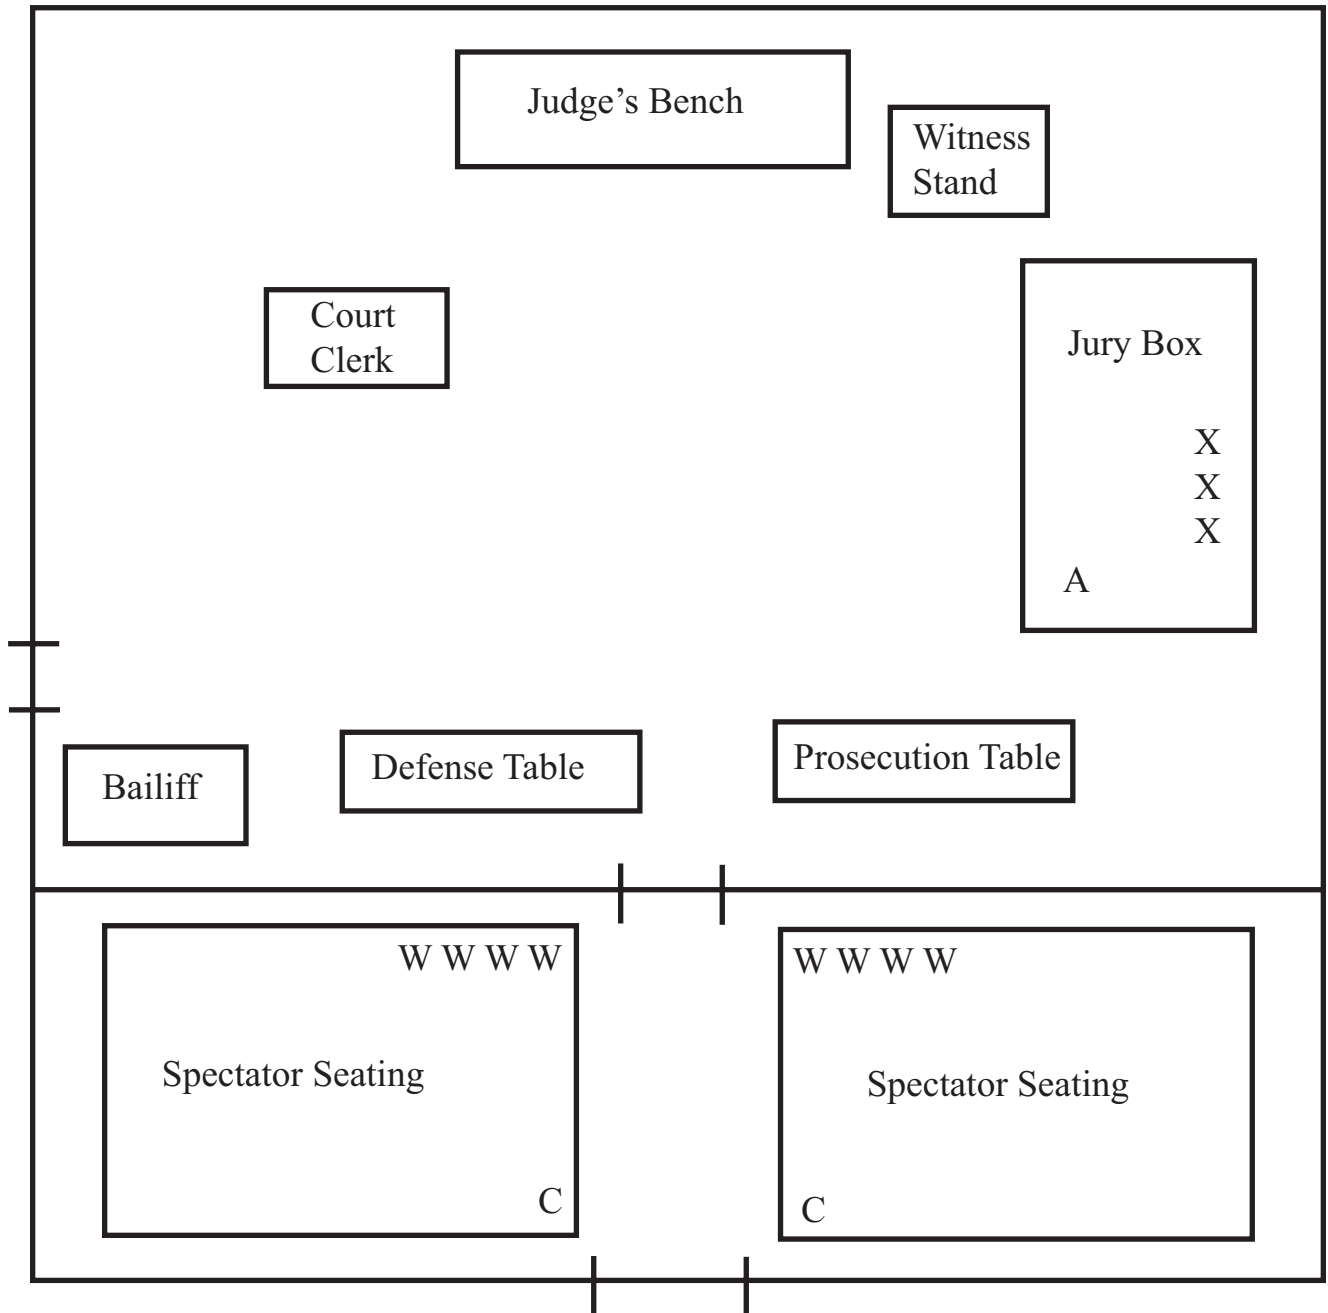 Judge’s Bench
Witness
Stand
Court
Clerk
Jury Box
X
X
X
A
Bailiff
Defense Table
Prosecution Table
W W W W
Spectator Seating
C
W W W W
Spectator Seating
C